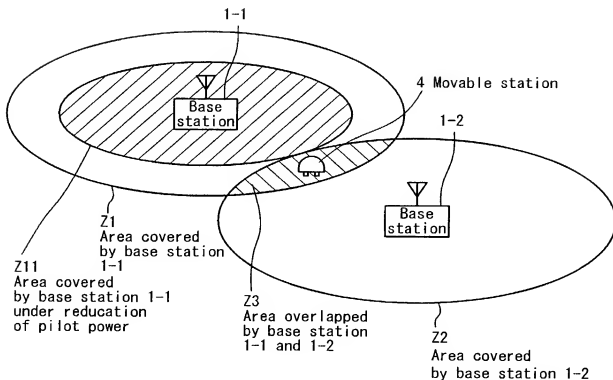 1-1
Base
station
4 Movable station
1-2
Base
station
Z1
Area covered
by base station
1-1
Z11
Area covered
by base station 1-1
under reducation
of pilot power
Z3
Area overlapped
by base station
1-1 and 1-2
Z2
Area covered
by base station 1-2